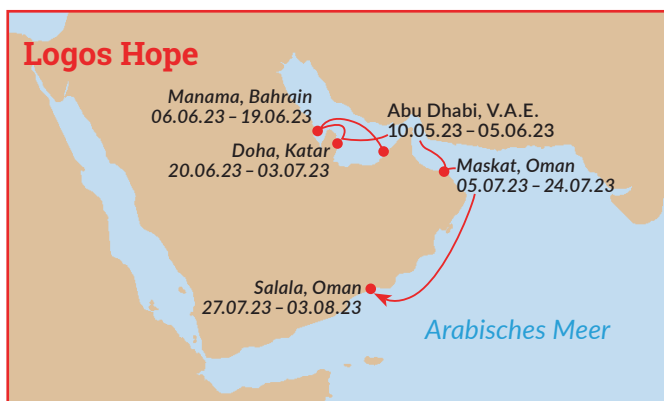 Logos Hope
Manama, Bahrain
06.06.23 – 19.06.23
Abu Dhabi, V.A.E.
10.05.23 – 05.06.23
Doha, Katar
20.06.23 – 03.07.23
Maskat, Oman
05.07.23 – 24.07.23
Salala, Oman
27.07.23 – 03.08.23
Arabisches Meer